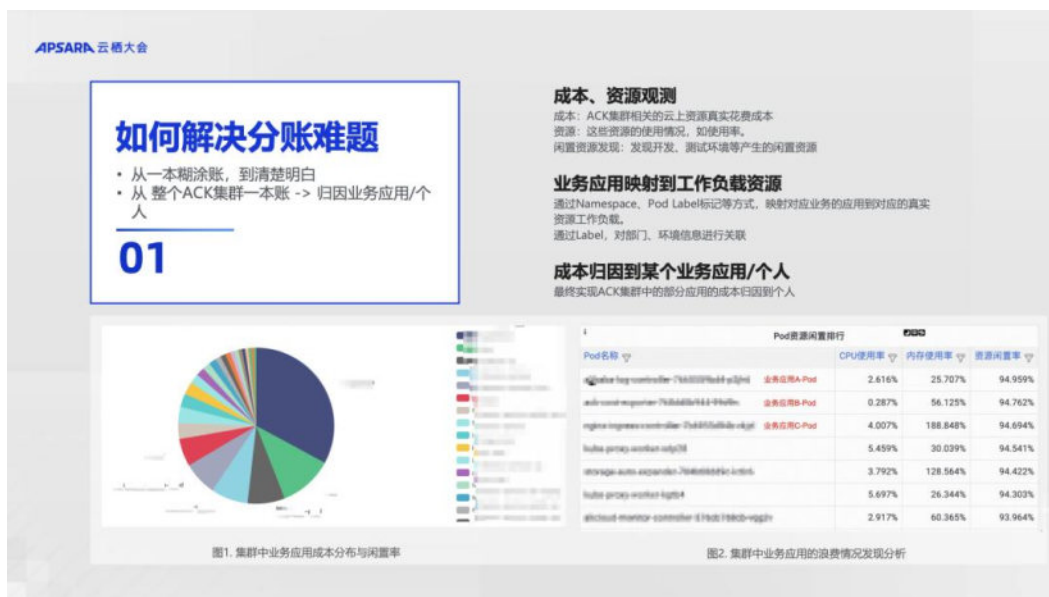 APSARA 云栖大会
如何解决分账难题
• 从一本糊涂账，到清楚明白
• 从 整个ACK集群一本账 -> 归因业务应用/个
人
01
成本、资源观测
成本：ACK集群相关的云上资源真实花费成本
资源：这些资源的使用情况，如使用率。
闲置资源发现：发现开发、测试环境等产生的闲置资源
业务应用映射到工作负载资源
通过Namespace、Pod Label标记等方式，映射对应业务的应用到对应的真实
资源工作负载。
通过Label，对部门、环境信息进行关联
成本归因到某个业务应用/个人
最终实现ACK集群中的部分应用的成本归因到个人
图1. 集群中业务应用成本分布与闲置率
Pod资源闲置排行
Pod名称 CPU使用率 内存使用率 资源闲置率
业务应用A-Pod 2.616% 25.707% 94.959%
业务应用B-Pod 0.287% 56.125% 94.762%
业务应用C-Pod 4.007% 188.848% 94.694%
5.459% 30.039% 94.541%
3.792% 128.564% 94.422%
5.697% 26.344% 94.303%
2.917% 60.365% 93.964%
图2. 集群中业务应用的浪费情况发现分析